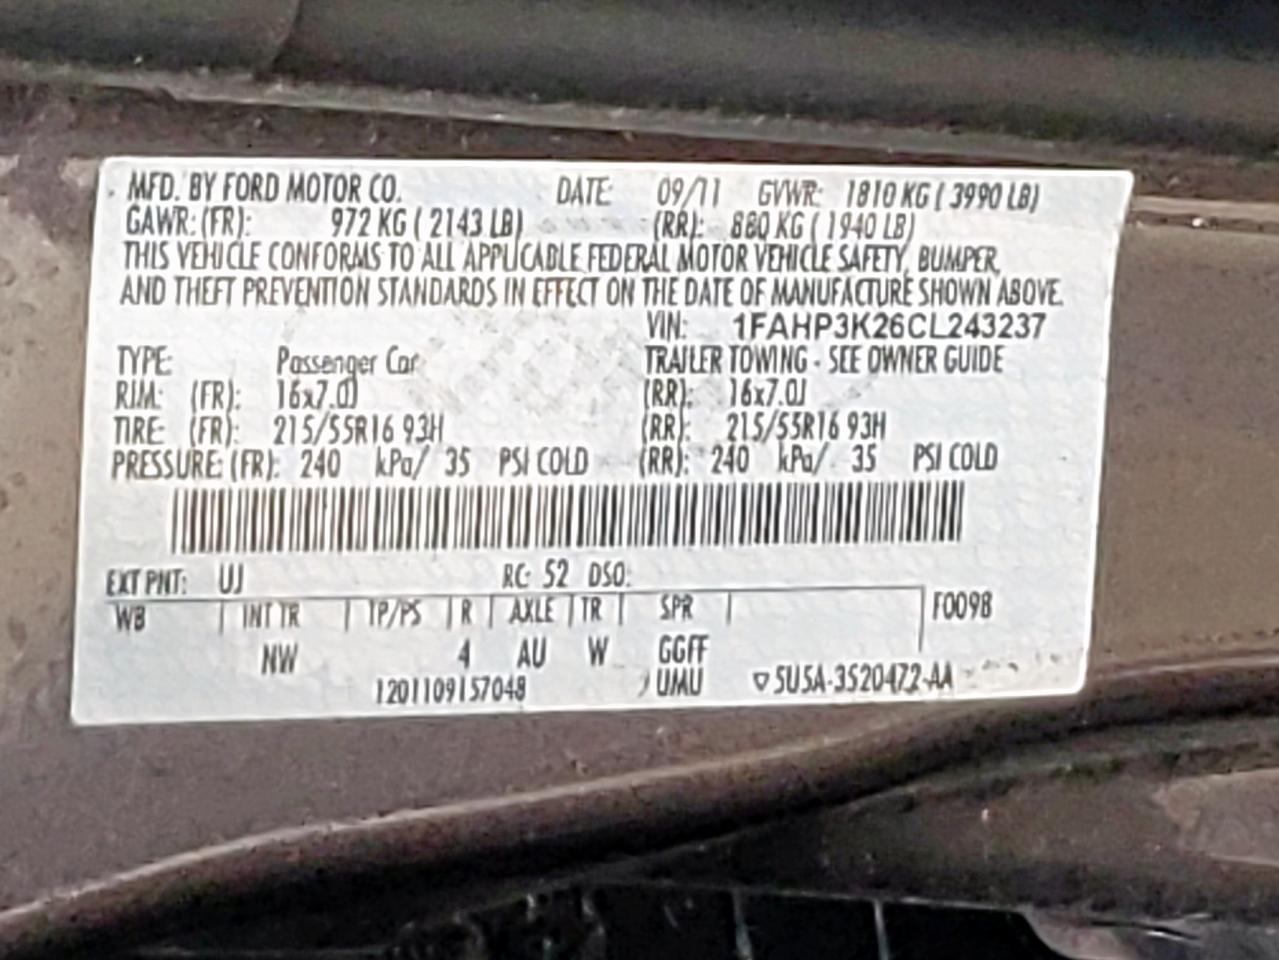 MFD. BY FORD MOTOR CO. DATE: 09/11 GVWR: 1810 KG ( 3990 LB)
GAWR: (FR): 972 KG ( 2143 LB) (RR): 880 KG ( 1940 LB)
THIS VEHICLE CONFORMS TO ALL APPLICABLE FEDERAL MOTOR VEHICLE SAFETY, BUMPER,
AND THEFT PREVENTION STANDARDS IN EFFECT ON THE DATE OF MANUFACTURE SHOWN ABOVE.
VIN: 1FAHP3K26CL243237
TYPE: Passenger Car TRAILER TOWING - SEE OWNER GUIDE
RIM: (FR): 16x7.0J (RR): 16x7.0J
TIRE: (FR): 215/55R16 93H (RR): 215/55R16 93H
PRESSURE: (FR): 240 kPa/ 35 PSI COLD (RR): 240 kPa/ 35 PSI COLD
EXT PNT: UJ RC: 52 DSO:
WB INT TR TP/PS R AXLE TR SPR F0098
NW 4 AU W GGFF
1201109157048 UMU ▽5U5A-3520472-AA